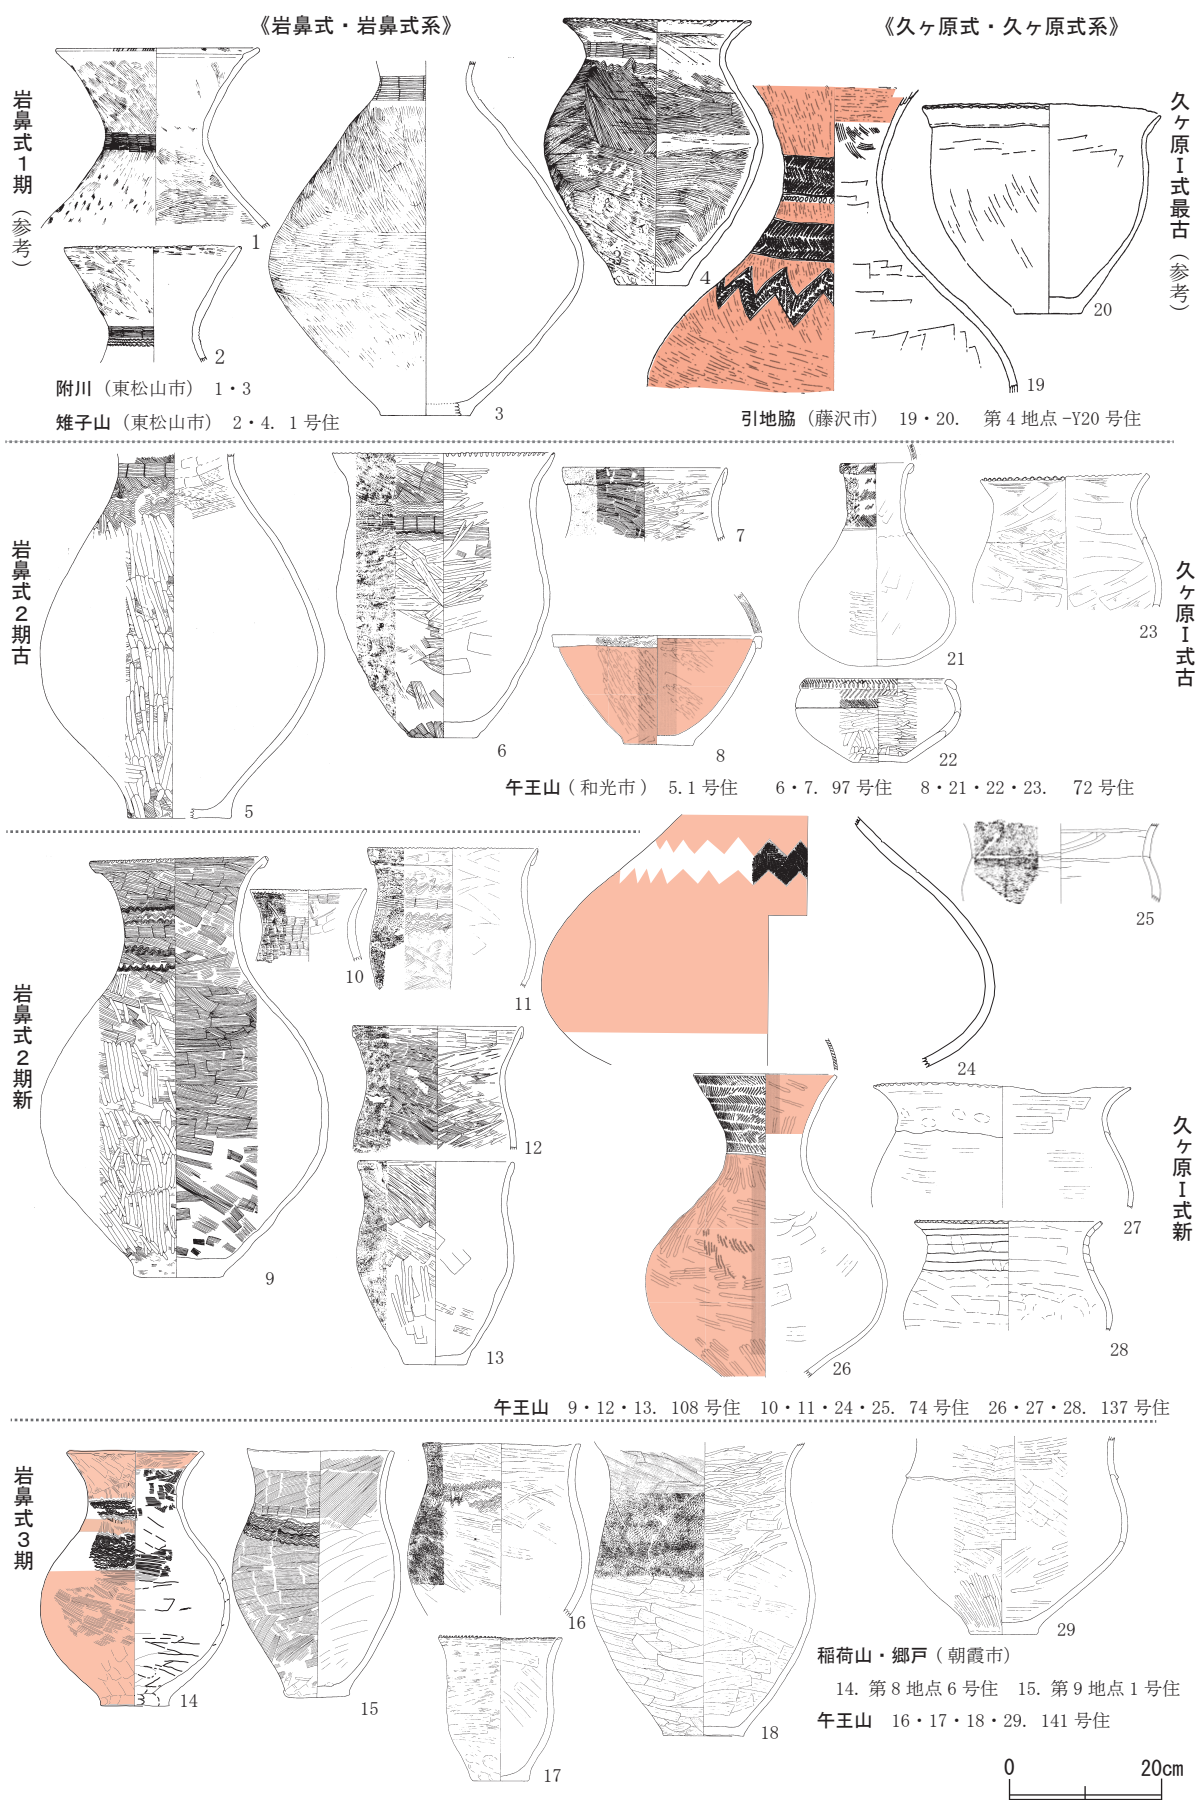 《岩鼻式・岩鼻式系》
《久ヶ原式・久ヶ原式系》
岩鼻式1期（参考）
久ヶ原Ⅰ式最古（参考）
1
2
3
4
19
20
附川（東松山市） 1・3
雉子山（東松山市） 2・4. 1号住
引地脇（藤沢市） 19・20. 第4地点-Y20号住
岩鼻式2期古
久ヶ原Ⅰ式古
5
6
7
8
21
22
23
午王山（和光市） 5.1号住 6・7. 97号住 8・21・22・23. 72号住
岩鼻式2期新
久ヶ原Ⅰ式新
9
10
11
12
13
24
25
26
27
28
午王山 9・12・13. 108号住 10・11・24・25. 74号住 26・27・28. 137号住
岩鼻式3期
14
15
16
17
18
29
稲荷山・郷戸（朝霞市）
14. 第8地点6号住 15. 第9地点1号住
午王山 16・17・18・29. 141号住
0 20cm